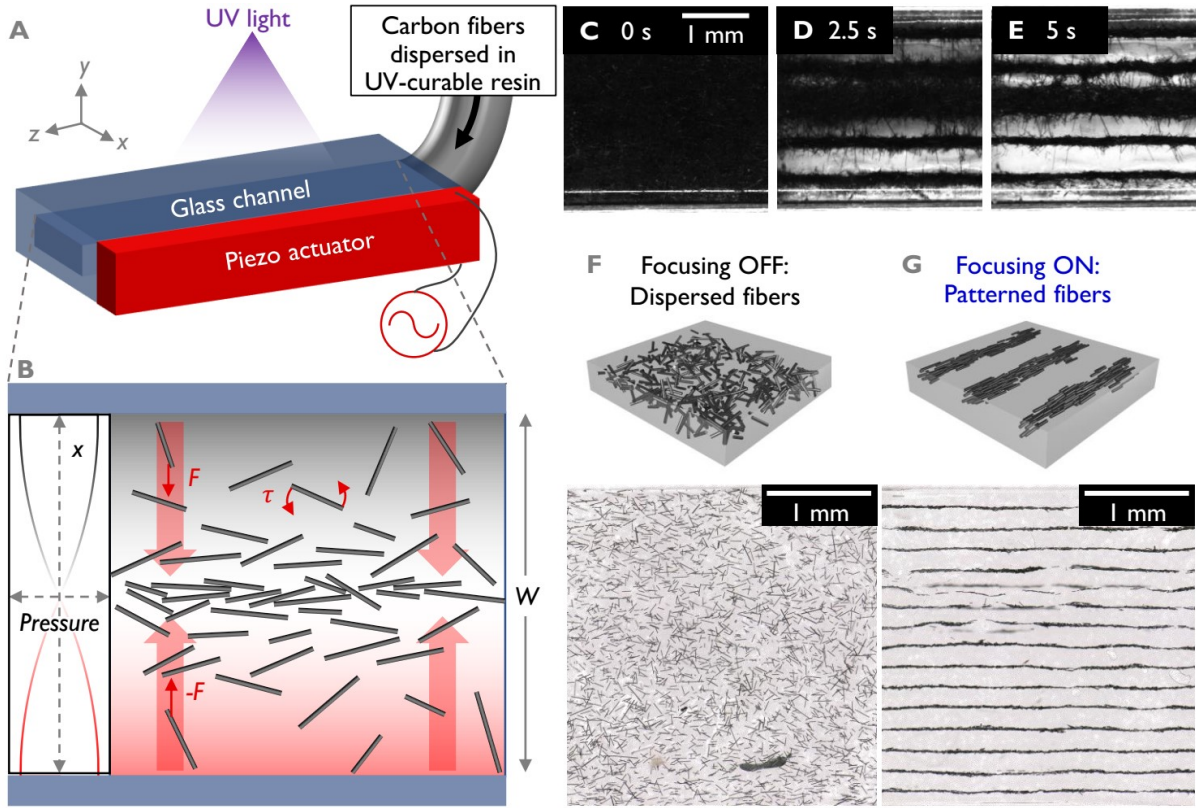 A
UV light
Carbon fibers
dispersed in
UV-curable resin
y
z
x
Glass channel
Piezo actuator
B
x
F
τ
Pressure
-F
W
C 0 s
1 mm
D 2.5 s
E 5 s
F
Focusing OFF:
Dispersed fibers
G
Focusing ON:
Patterned fibers
1 mm
1 mm